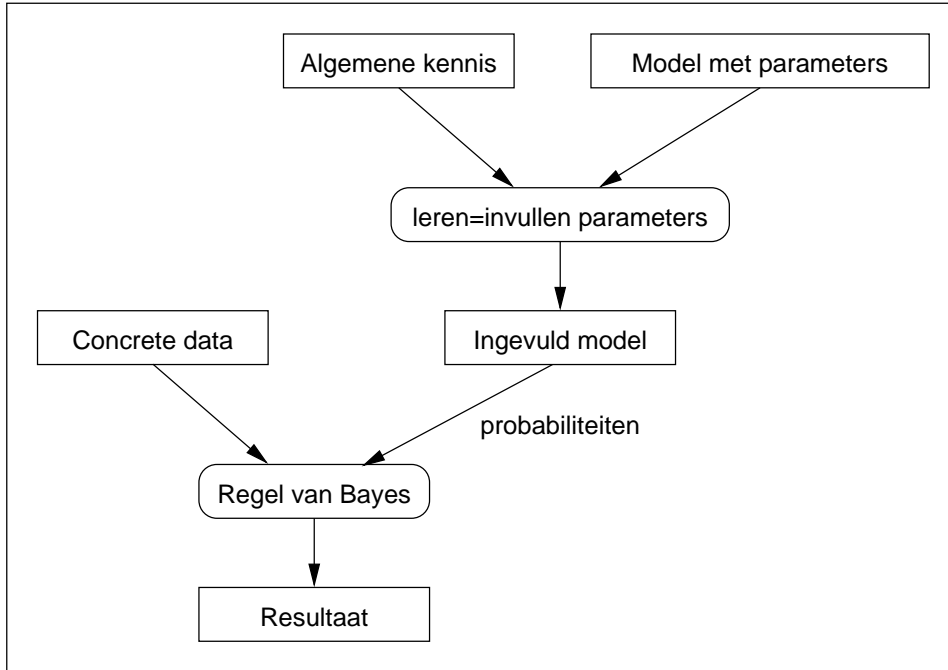 Algemene kennis
Model met parameters
leren=invullen parameters
Concrete data
Ingevuld model
probabiliteiten
Regel van Bayes
Resultaat